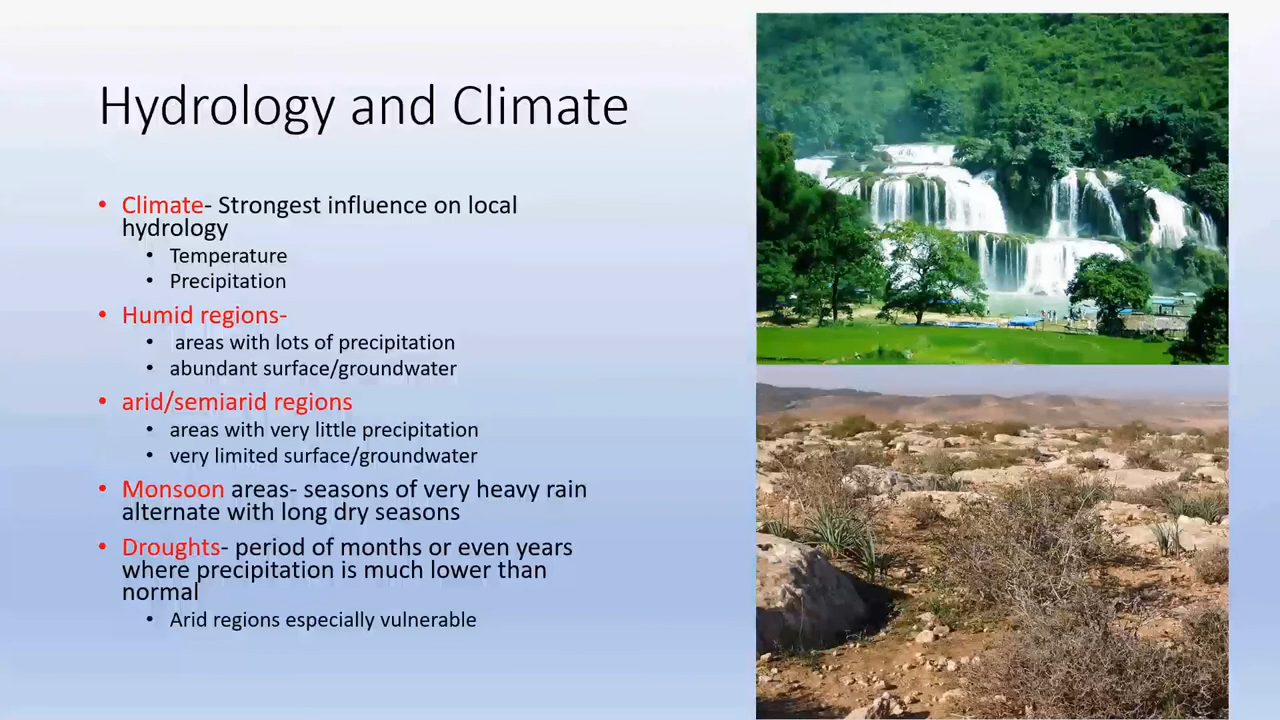 Hydrology and Climate
• Climate- Strongest influence on local
hydrology
• Temperature
• Precipitation
• Humid regions-
• areas with lots of precipitation
• abundant surface/groundwater
• arid/semiarid regions
• areas with very little precipitation
• very limited surface/groundwater
• Monsoon areas- seasons of very heavy rain
alternate with long dry seasons
• Droughts- period of months or even years
where precipitation is much lower than
normal
• Arid regions especially vulnerable